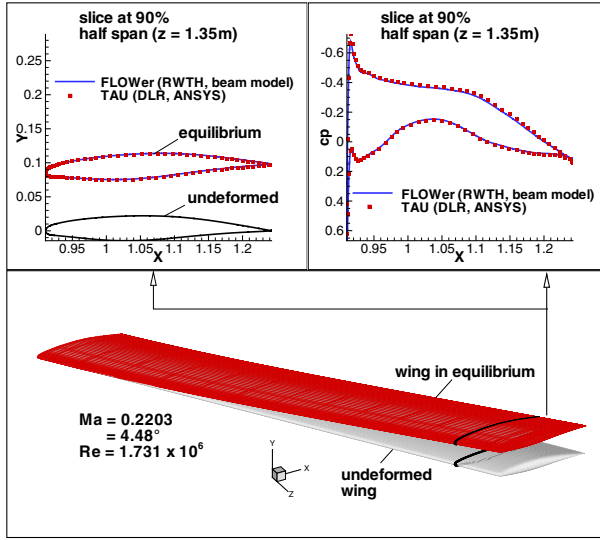 slice at 90%
half span (z = 1.35m)
0.25
0.2
0.15
0.1
0.05
0
Y
FLOWer (RWTH, beam model)
TAU (DLR, ANSYS)
equilibrium
undeformed
0.95 1 1.05 1.1 1.15 1.2
X
slice at 90%
half span (z = 1.35m)
-0.6
-0.4
-0.2
0
0.2
0.4
0.6
cp
FLOWer (RWTH, beam model)
TAU (DLR, ANSYS)
0.95 1 1.05 1.1 1.15 1.2
X
wing in equilibrium
Ma = 0.2203
= 4.48°
Re = 1.731 x 10⁶
Y
X
Z
undeformed
wing